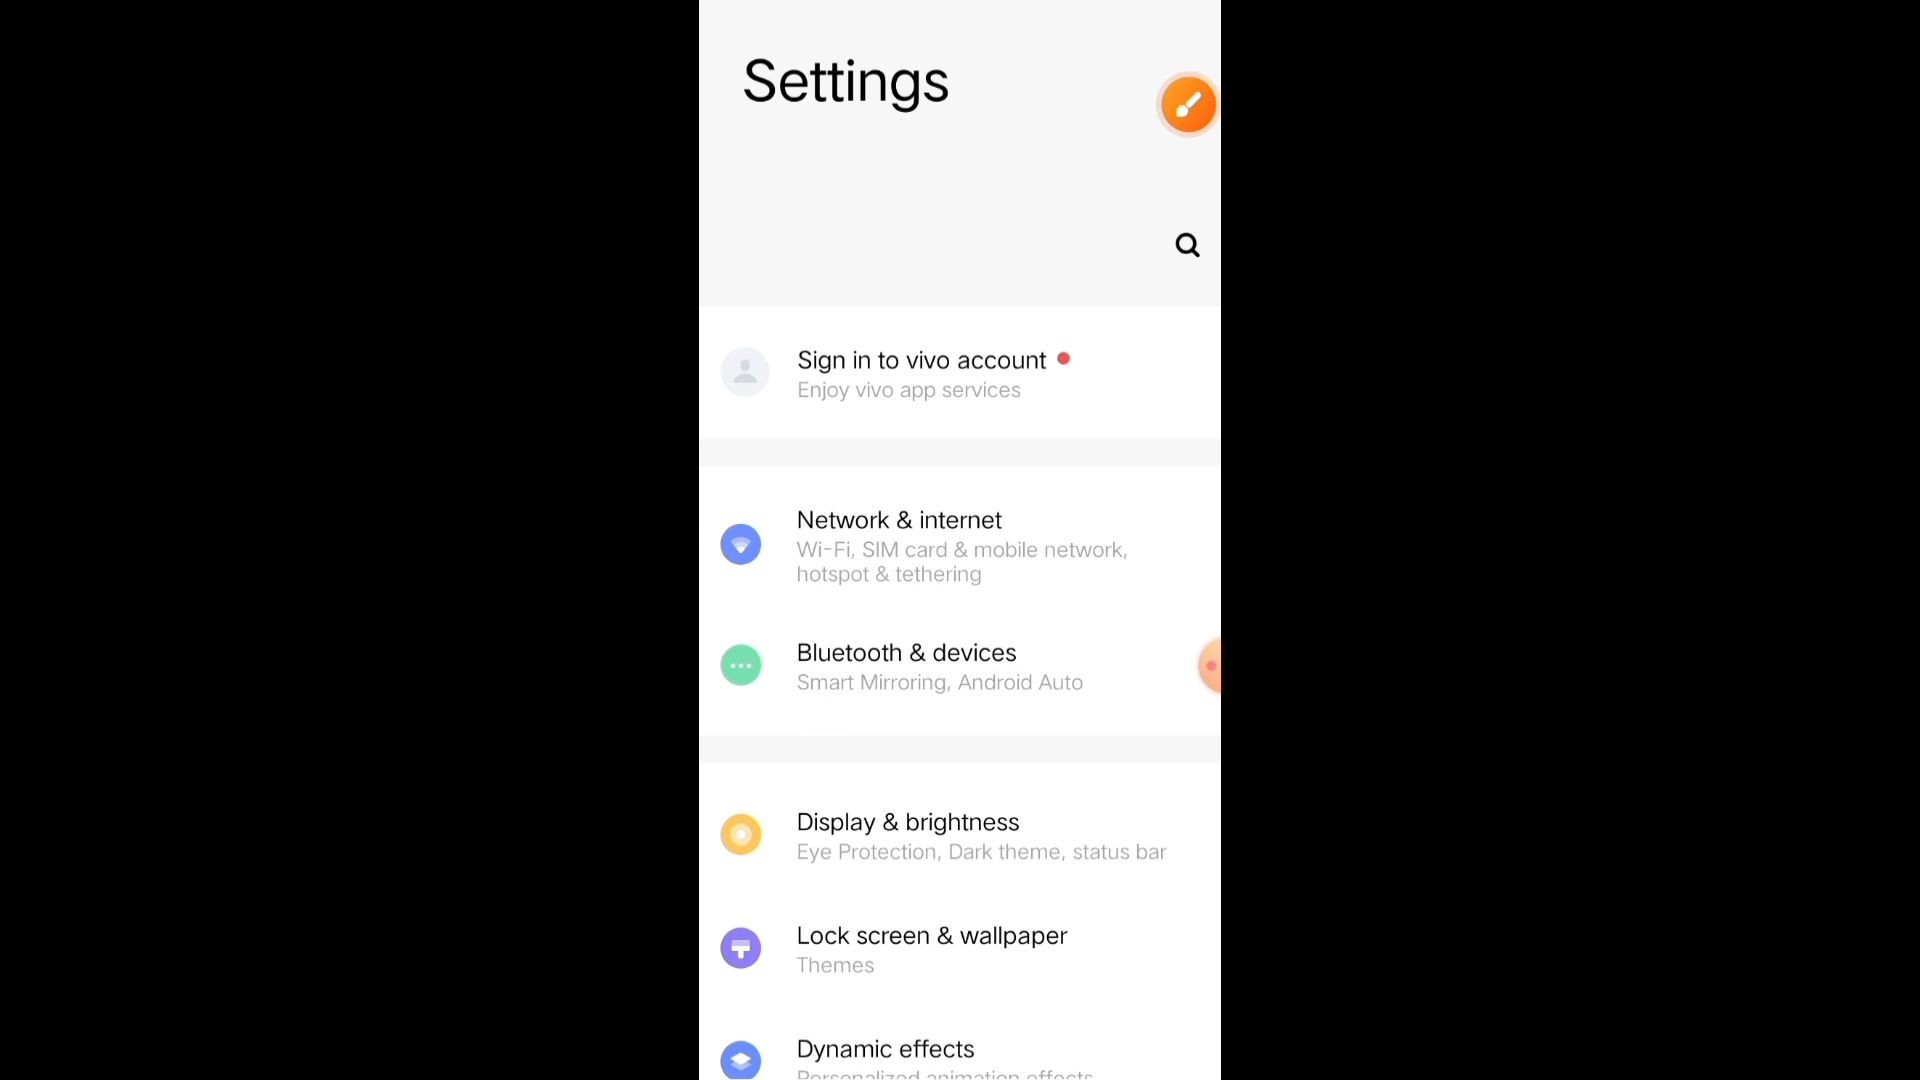 Settings
Sign in to vivo account
Enjoy vivo app services
Network & internet
Wi-Fi, SIM card & mobile network,
hotspot & tethering
Bluetooth & devices
Smart Mirroring, Android Auto
Display & brightness
Eye Protection, Dark theme, status bar
Lock screen & wallpaper
Themes
Dynamic effects
Personalized animation effects